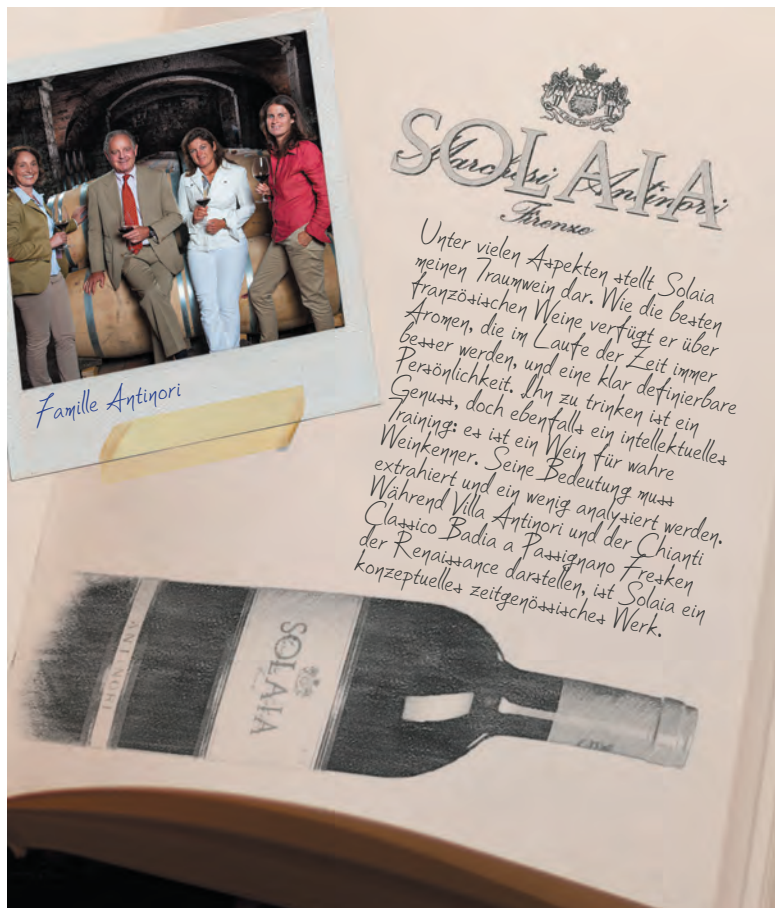 SOLAIA
Marchesi Antinori
Firenze
Unter vielen Aspekten stellt Solaia
meinen Traumwein dar. Wie die besten
französischen Weine verfügt er über
Aromen, die im Laufe der Zeit immer
besser werden, und eine klar definierbare
Persönlichkeit. Ihn zu trinken ist ein
Genuss, doch ebenfalls ein intellektuelles
Training: es ist ein Wein für wahre
Weinkenner. Seine Bedeutung muss
extrahiert und ein wenig analysiert werden.
Während Villa Antinori und der Chianti
Classico Badia a Passignano Fresken
der Renaissance darstellen, ist Solaia ein
konzeptuelles zeitgenössisches Werk.
Famille Antinori
ANTINORI
SOLAIA